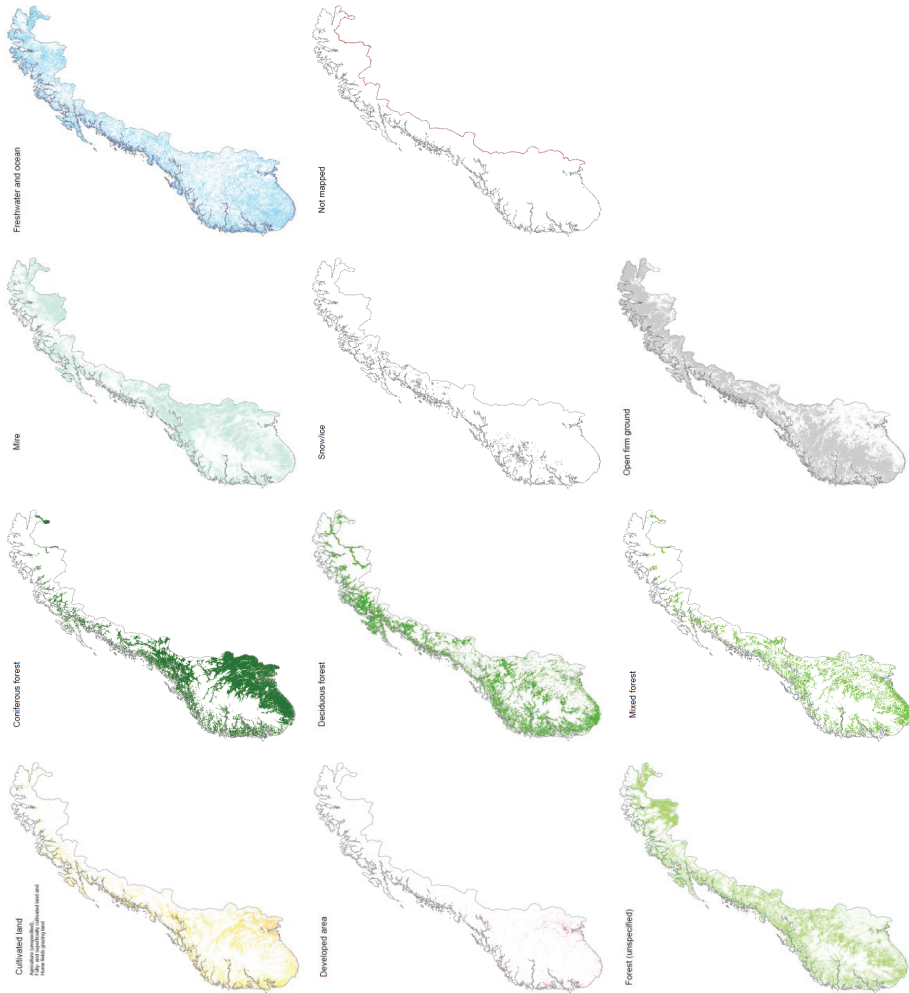 Cultivated land
Agriculture (unspecified),
Fully- and superficially cultivated land and
Home fields grazing land
Coniferous forest
Mire
Freshwater and ocean
Developed area
Deciduous forest
Snow/ice
Not mapped
Forest (unspecified)
Mixed forest
Open firm ground